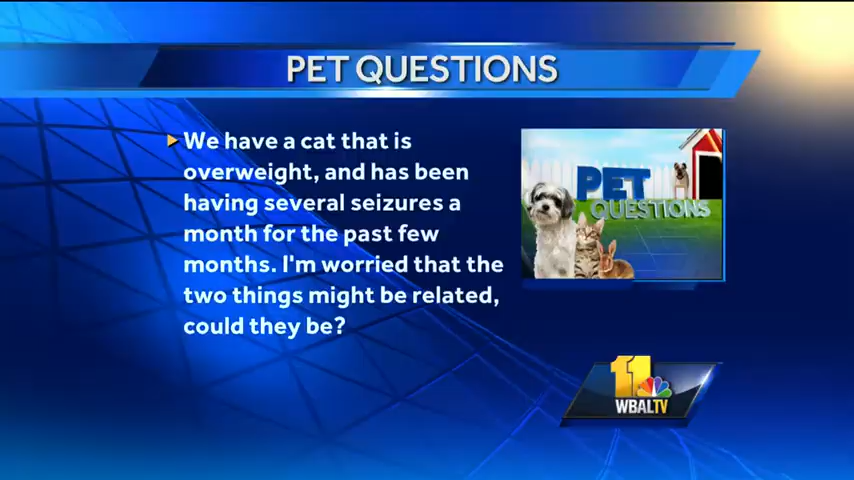 PET QUESTIONS
We have a cat that is
overweight, and has been
having several seizures a
month for the past few
months. I'm worried that the
two things might be related,
could they be?
PET
QUESTIONS
11
WBALTV